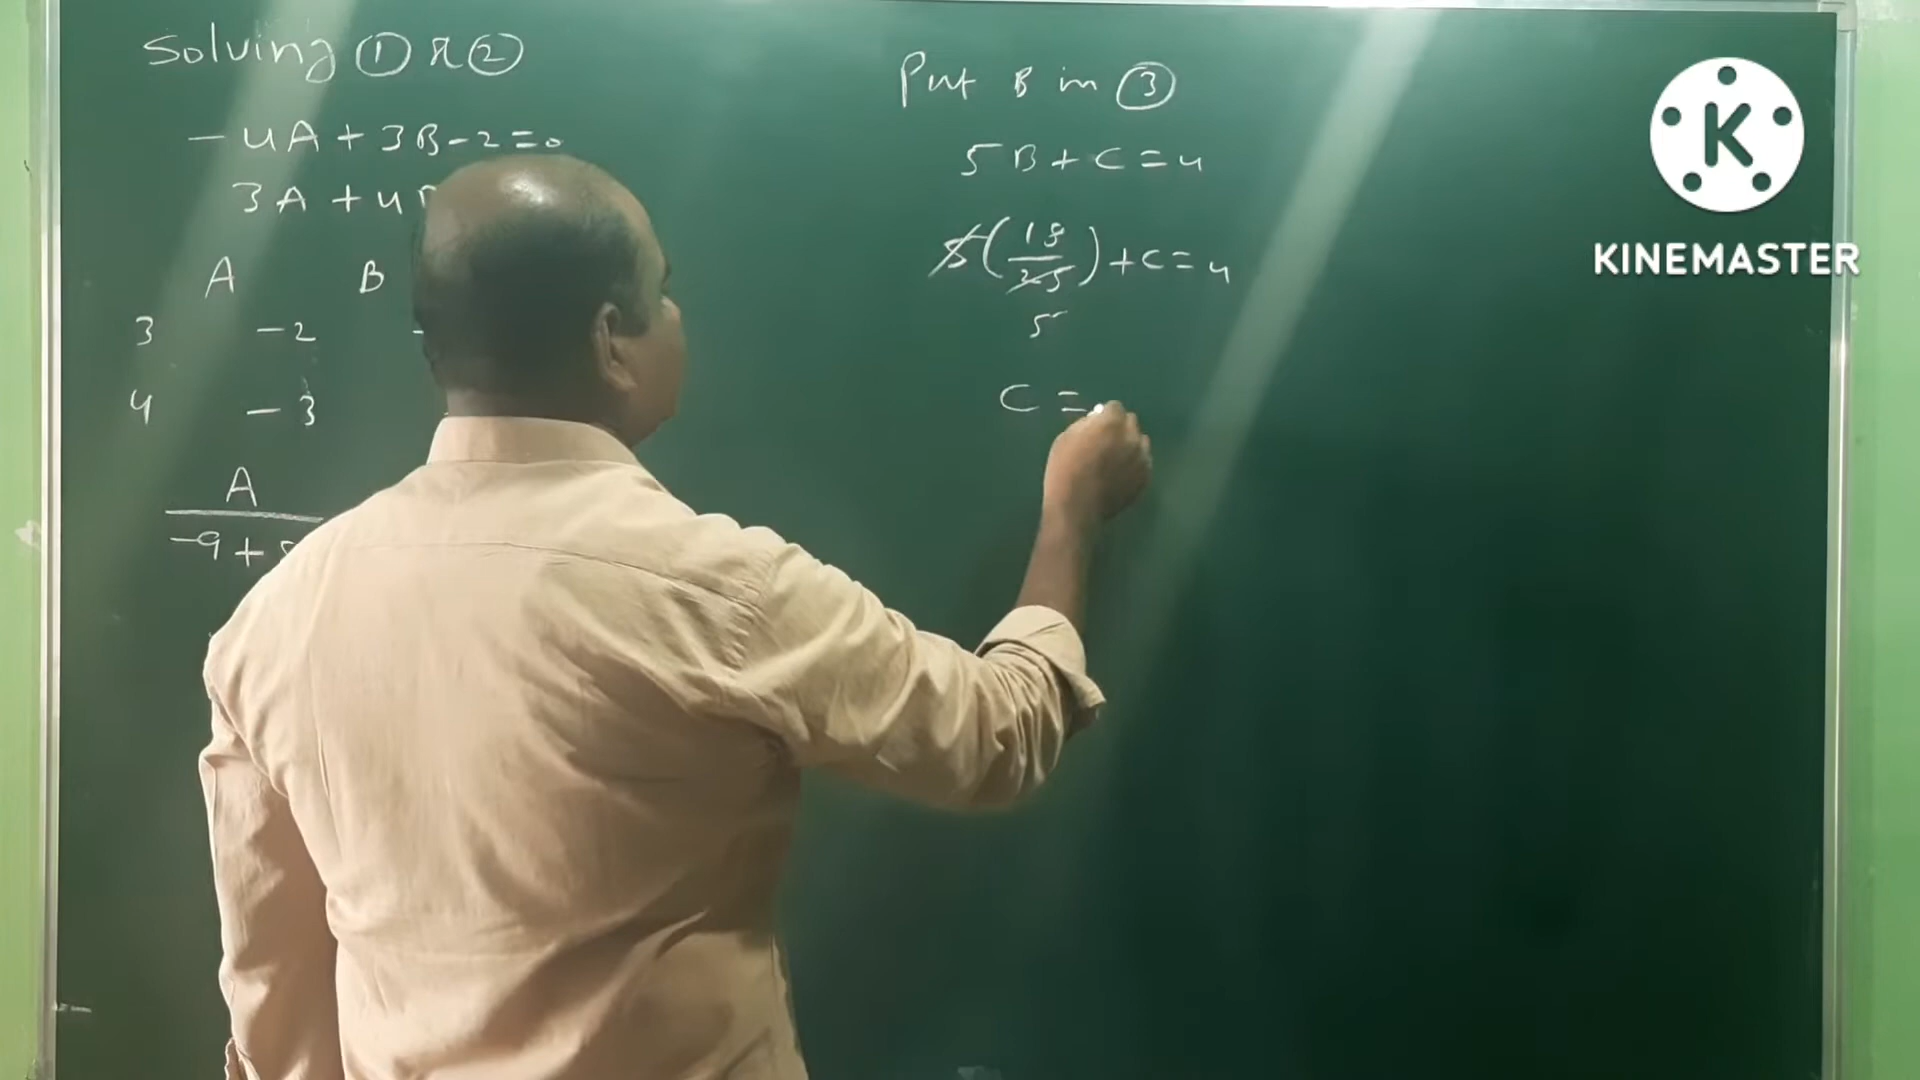 Solving ① & ②
- 4A + 3B - 2 = 0
3A + 4
A B
3 -2
4 -3
A
-9 +
Put B in ③
5B + C = 4
5(18/25) + C = 4
5
C =
K
KINEMASTER